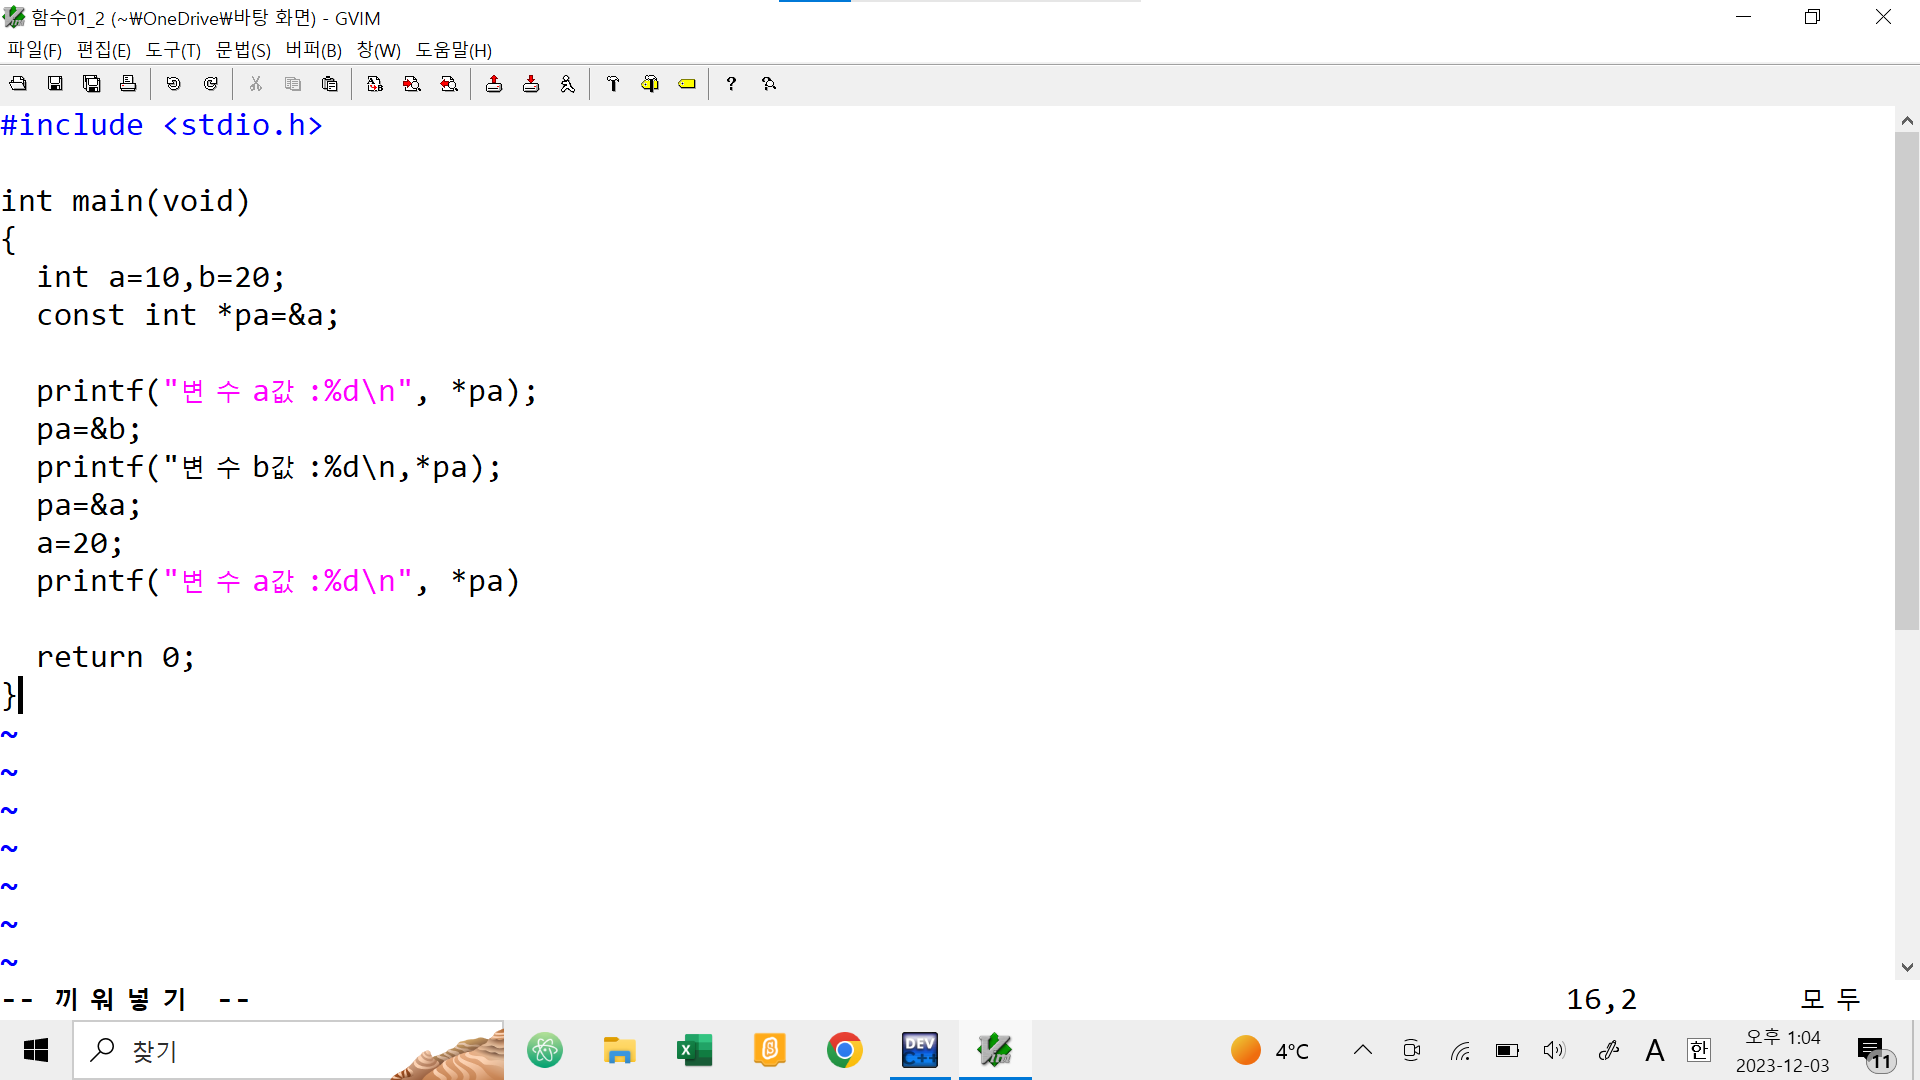 함수01_2 (~₩OneDrive₩바탕 화면) - GVIM
파일(F) 편집(E) 도구(T) 문법(S) 버퍼(B) 창(W) 도움말(H)
#include <stdio.h>
int main(void)
{
int a=10,b=20;
const int *pa=&a;
printf("변수 a값 :%d\n", *pa);
pa=&b;
printf("변수 b값 :%d\n,*pa);
pa=&a;
a=20;
printf("변수 a값 :%d\n", *pa)
return 0;
}
~
~
~
~
~
~
~
-- 끼워넣기 -- 16,2 모두
찾기 DEV C++ 4°C A 한 오후 1:04
2023-12-03 11